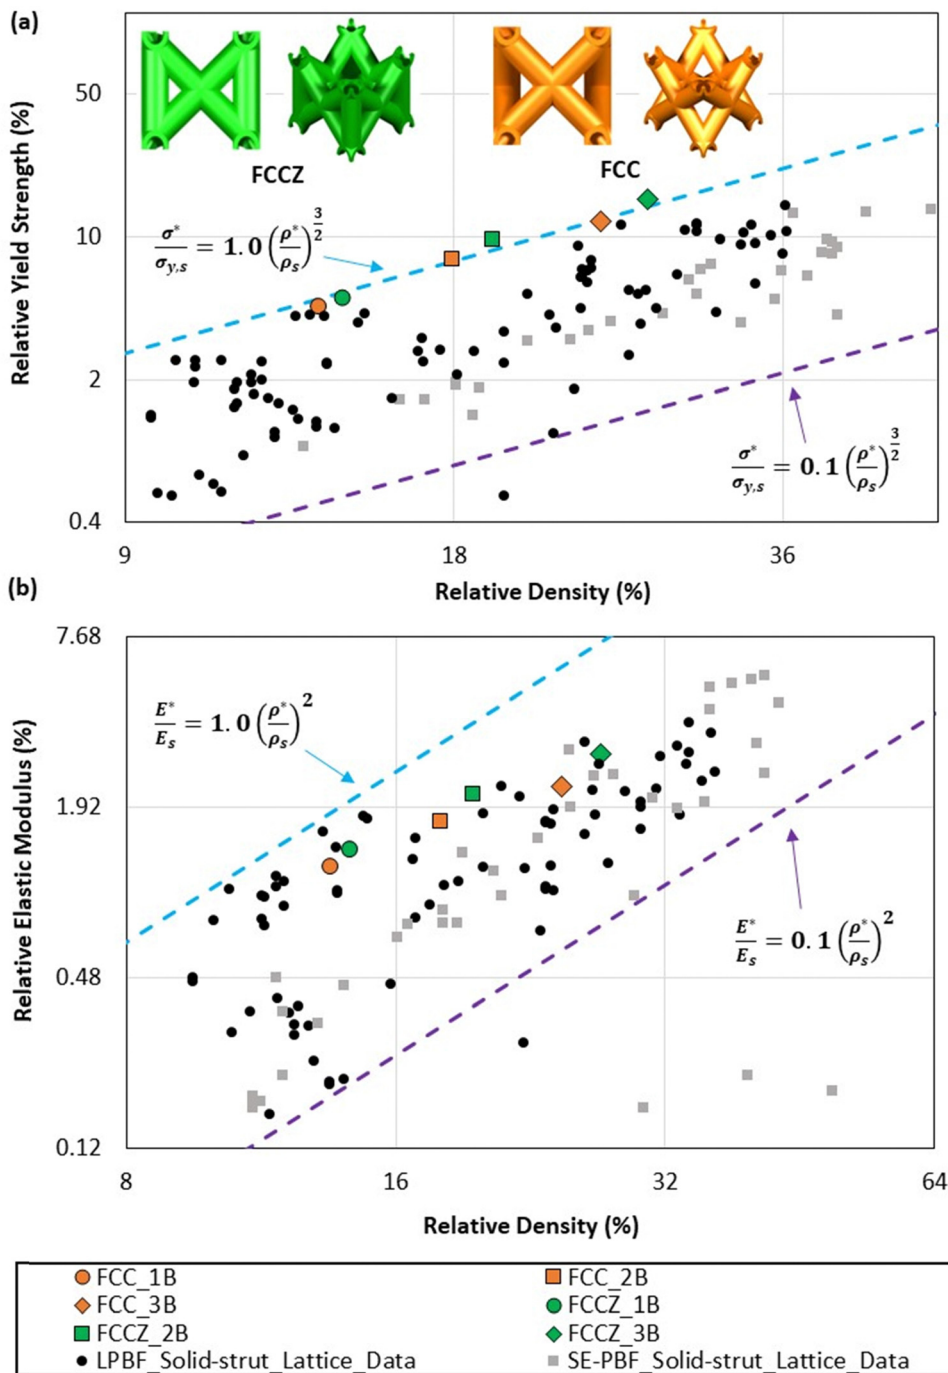 (a)
Relative Yield Strength (%)
50
10
2
0.4
FCCZ
FCC
σ*/σy,s = 1.0 (ρ*/ρs)^3/2
σ*/σy,s = 0.1 (ρ*/ρs)^3/2
9 18 36
Relative Density (%)
(b)
Relative Elastic Modulus (%)
7.68
1.92
0.48
0.12
E*/Es = 1.0 (ρ*/ρs)^2
E*/Es = 0.1 (ρ*/ρs)^2
8 16 32 64
Relative Density (%)
FCC_1B FCC_2B
FCC_3B FCCZ_1B
FCCZ_2B FCCZ_3B
LPBF_Solid-strut_Lattice_Data SE-PBF_Solid-strut_Lattice_Data